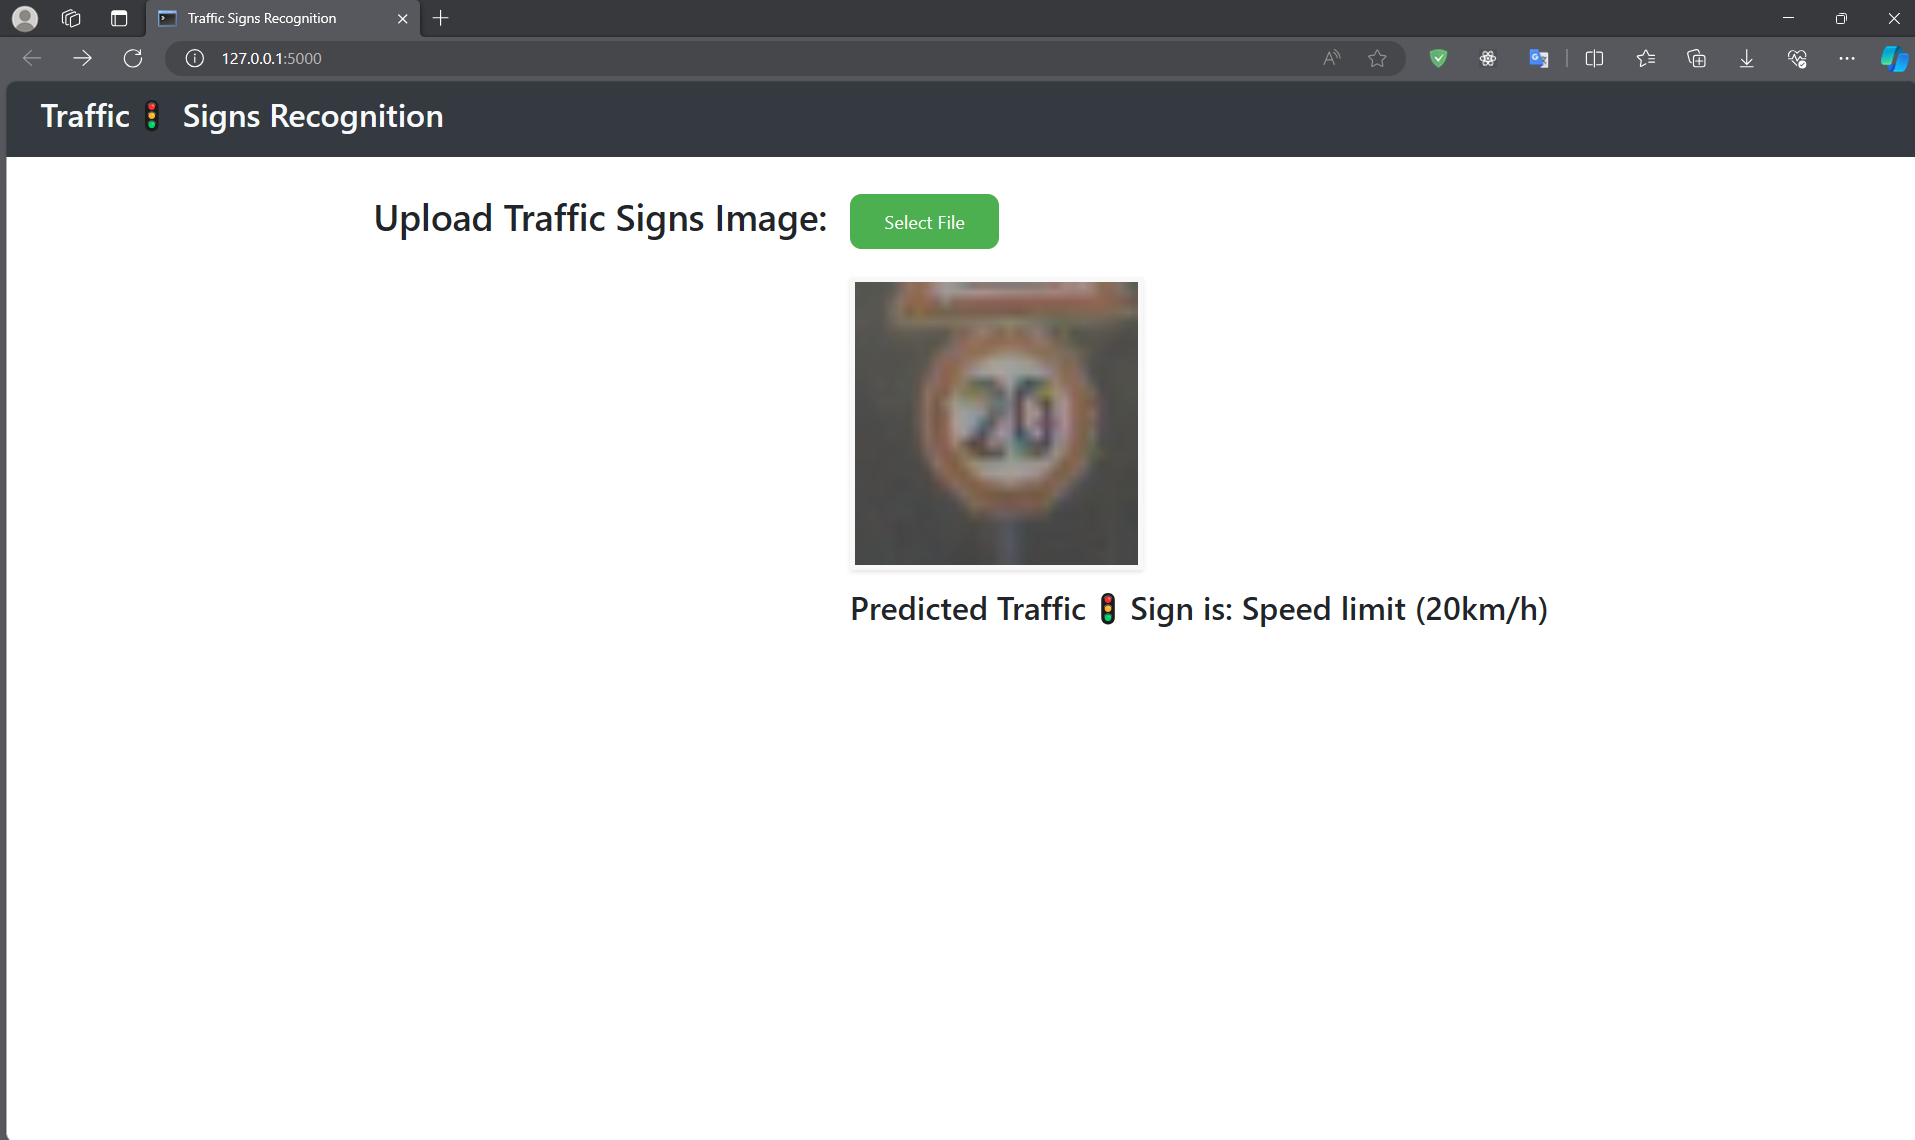 Traffic Signs Recognition
127.0.0.1:5000
Traffic🚦 Signs Recognition
Upload Traffic Signs Image:
Select File
20
Predicted Traffic🚦Sign is: Speed limit (20km/h)